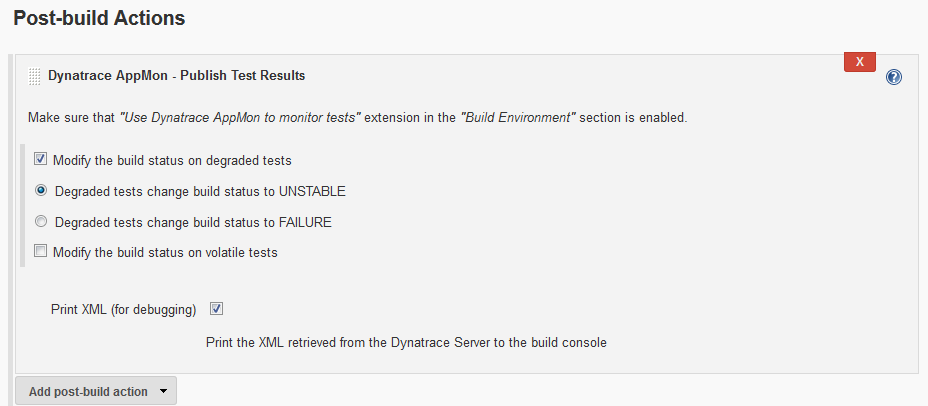 Post-build Actions
X
Dynatrace AppMon - Publish Test Results
?
Make sure that "Use Dynatrace AppMon to monitor tests" extension in the "Build Environment" section is enabled.
Modify the build status on degraded tests
Degraded tests change build status to UNSTABLE
Degraded tests change build status to FAILURE
Modify the build status on volatile tests
Print XML (for debugging)
Print the XML retrieved from the Dynatrace Server to the build console
Add post-build action